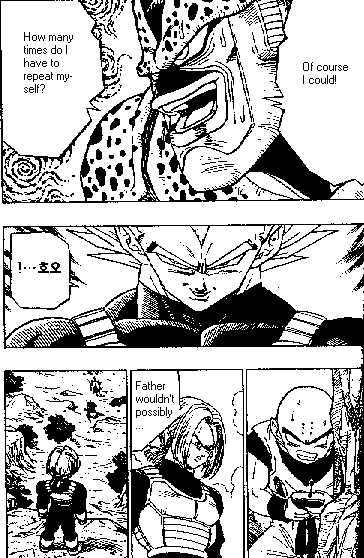 How many
times do I
have to
repeat my-
self?
Of course
I could!
Father
wouldn't
possibly